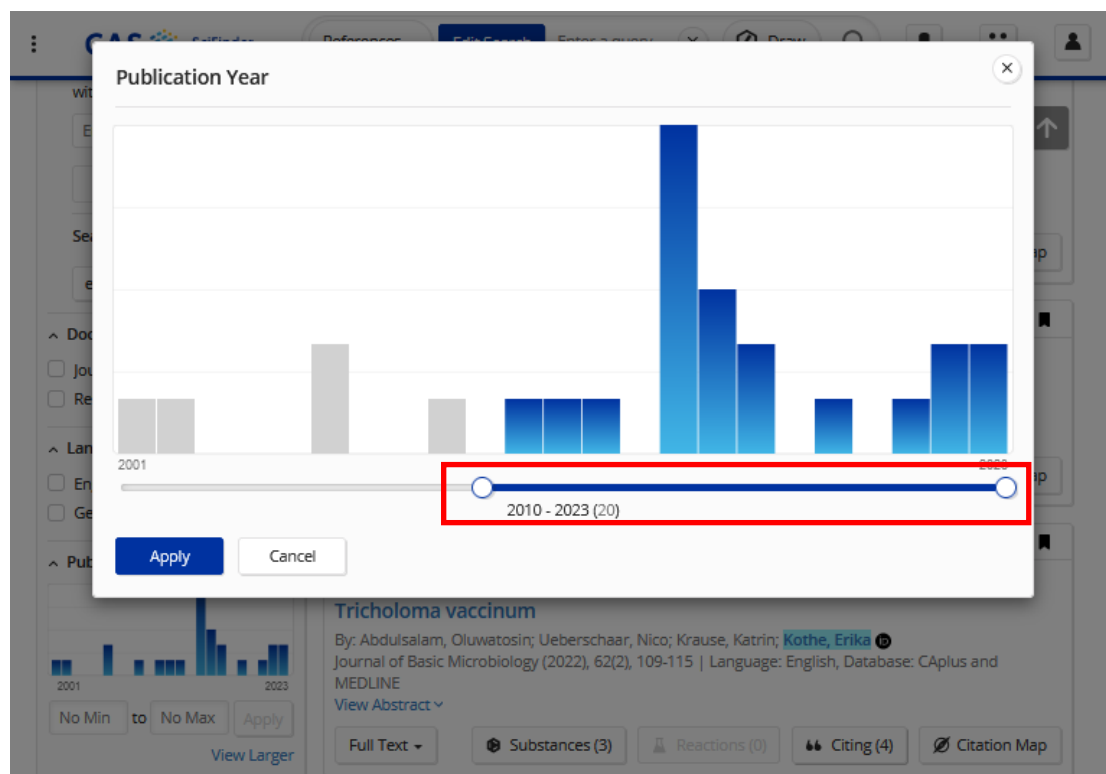 Publication Year
2001
2010 - 2023 (20)
Apply
Cancel
Tricholoma vaccinum
By: Abdulsalam, Oluwatosin; Ueberschaar, Nico; Krause, Katrin; Kothe, Erika
Journal of Basic Microbiology (2022), 62(2), 109-115 | Language: English, Database: CAplus and
MEDLINE
View Abstract
2001
2023
No Min to No Max Apply
View Larger
Full Text
Substances (3)
Reactions (0)
Citing (4)
Citation Map